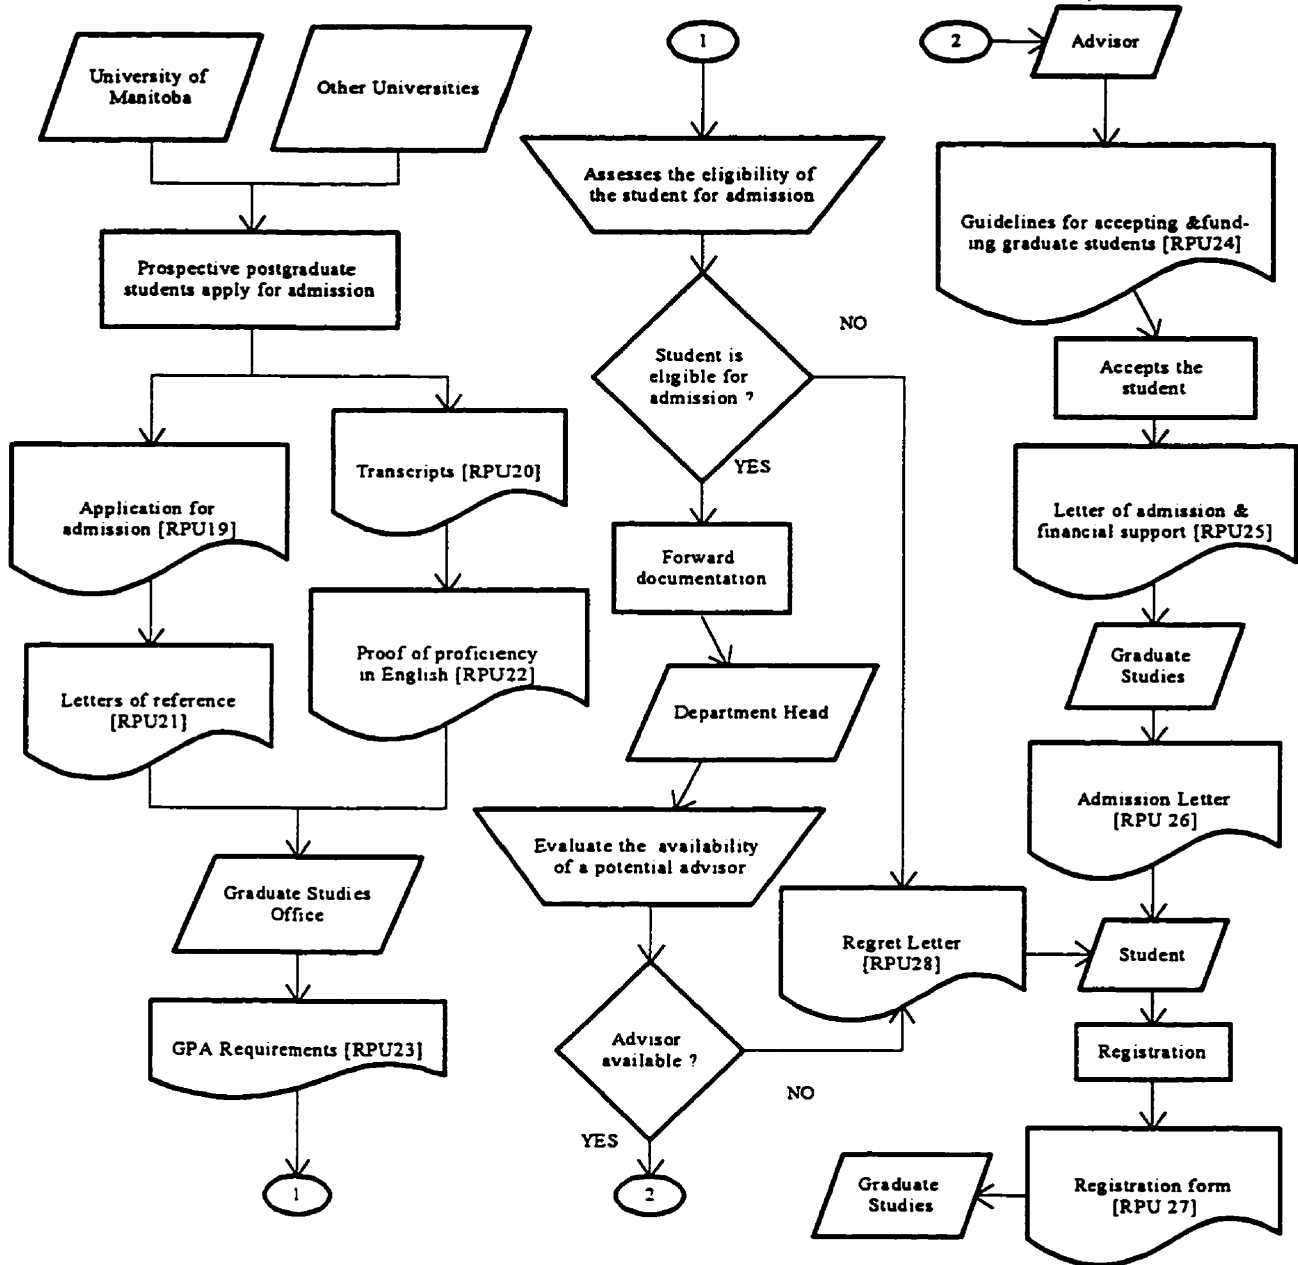 University of
Manitoba
Other Universities
Prospective postgraduate
students apply for admission
Application for
admission [RPU19]
Transcripts [RPU20]
Letters of reference
[RPU21]
Proof of proficiency
in English [RPU22]
Graduate Studies
Office
GPA Requirements [RPU23]
1
1
Assesses the eligibility of
the student for admission
Student is
eligible for
admission ?
NO
YES
Forward
documentation
Department Head
Evaluate the availability
of a potential advisor
Advisor
available ?
NO
YES
2
Regret Letter
[RPU28]
2
Advisor
Guidelines for accepting &fund-
ing graduate students [RPU24]
Accepts the
student
Letter of admission &
financial support [RPU25]
Graduate
Studies
Admission Letter
[RPU 26]
Student
Registration
Registration form
[RPU 27]
Graduate
Studies